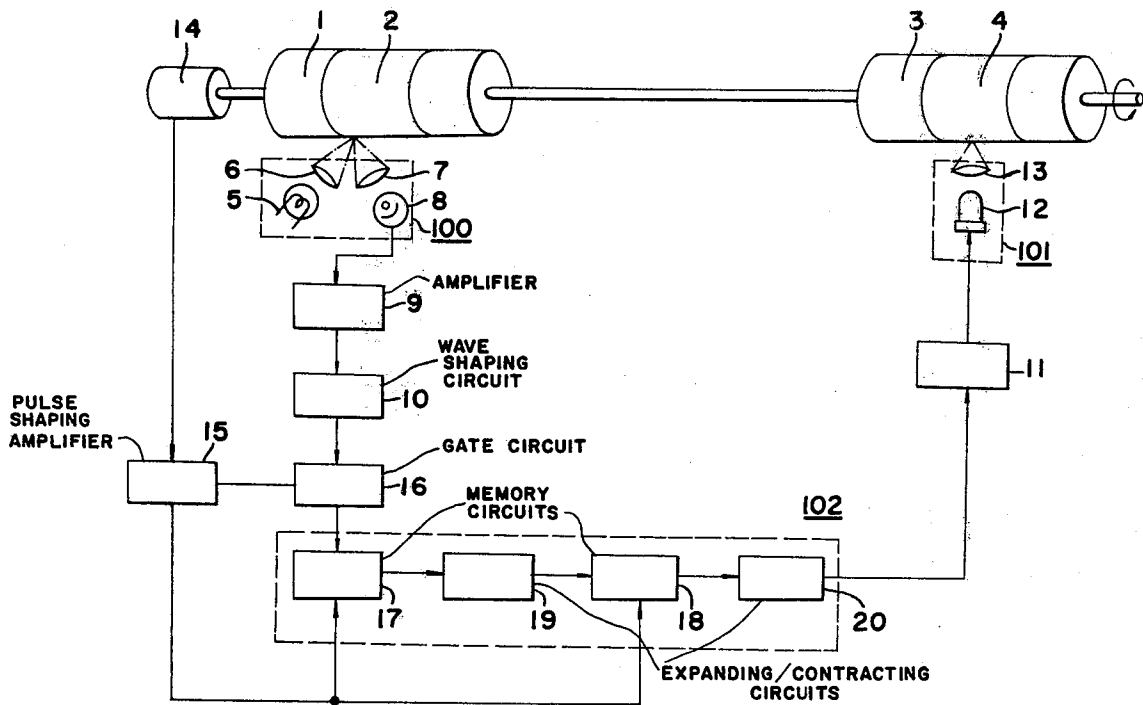 14
1
2
3
4
6
7
5
8
100
13
12
101
AMPLIFIER
9
WAVE
SHAPING
CIRCUIT
10
11
PULSE
SHAPING
AMPLIFIER
15
GATE CIRCUIT
16
MEMORY
CIRCUITS
102
17
19
18
20
EXPANDING/CONTRACTING
CIRCUITS